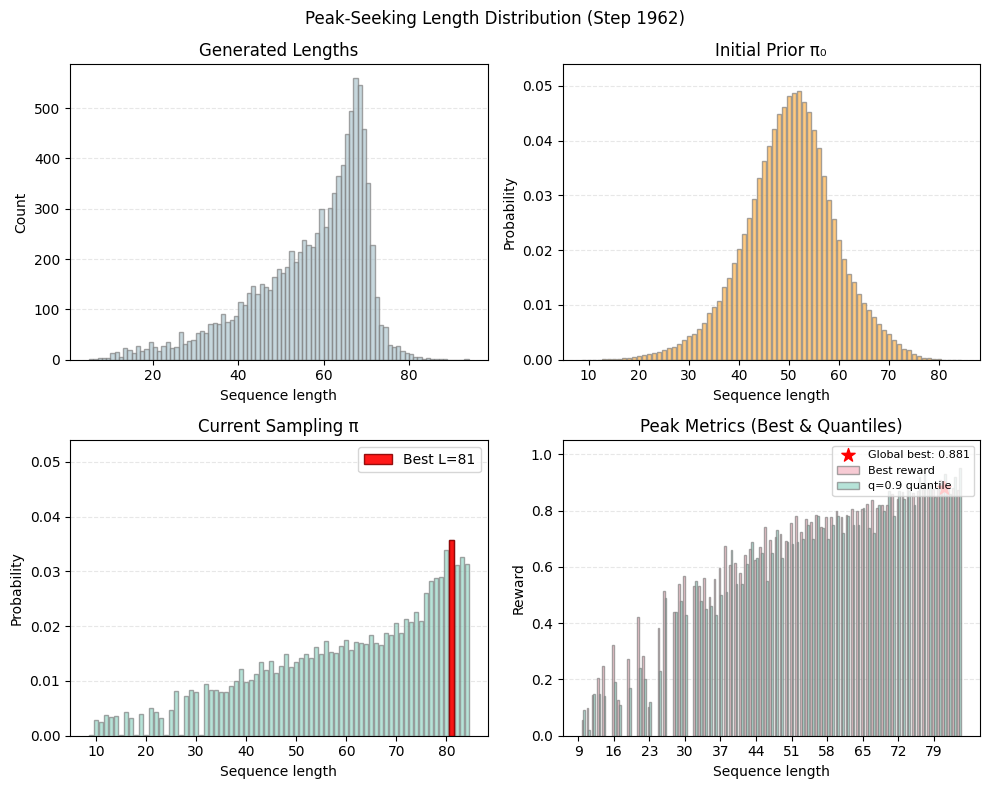 Peak-Seeking Length Distribution (Step 1962)
Generated Lengths
Count
500
400
300
200
100
0
20 40 60 80
Sequence length
Initial Prior π₀
Probability
0.05
0.04
0.03
0.02
0.01
0.00
10 20 30 40 50 60 70 80
Sequence length
Current Sampling π
Best L=81
Probability
0.05
0.04
0.03
0.02
0.01
0.00
10 20 30 40 50 60 70 80
Sequence length
Peak Metrics (Best & Quantiles)
Global best: 0.881
Best reward
q=0.9 quantile
Reward
1.0
0.8
0.6
0.4
0.2
0.0
9 16 23 30 37 44 51 58 65 72 79
Sequence length